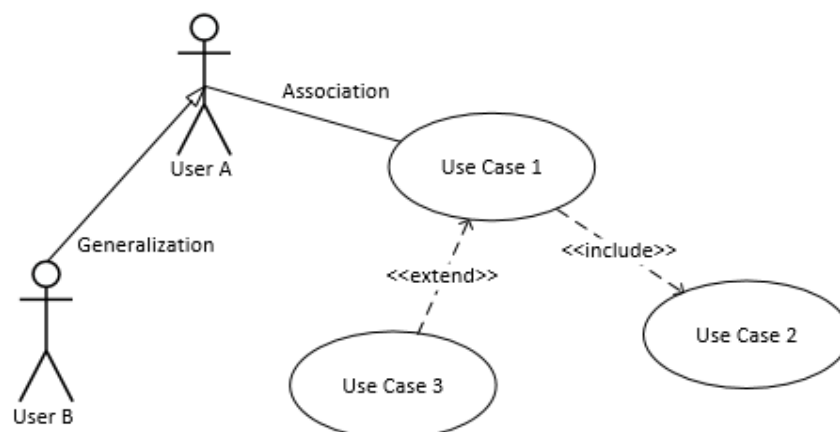 Association
User A
Use Case 1
Generalization
<<include>>
<<extend>>
Use Case 2
Use Case 3
User B